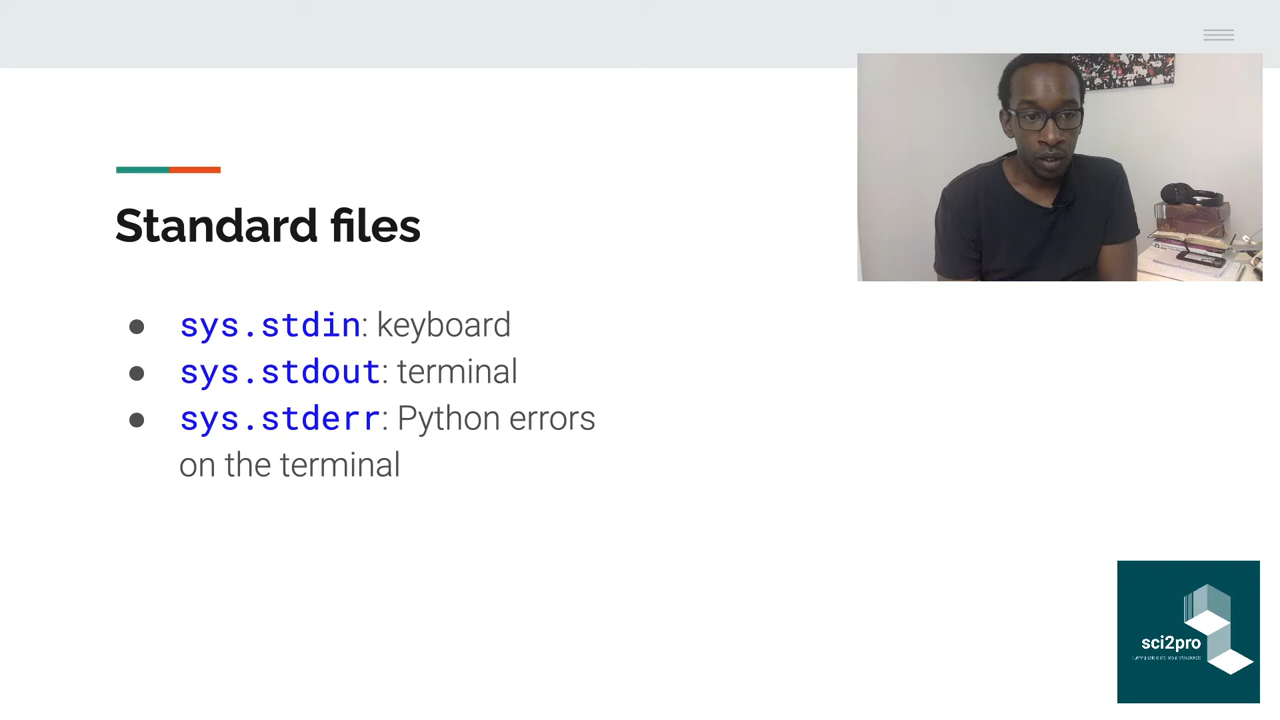 Standard files
● sys.stdin: keyboard
● sys.stdout: terminal
● sys.stderr: Python errors
on the terminal
sci2pro